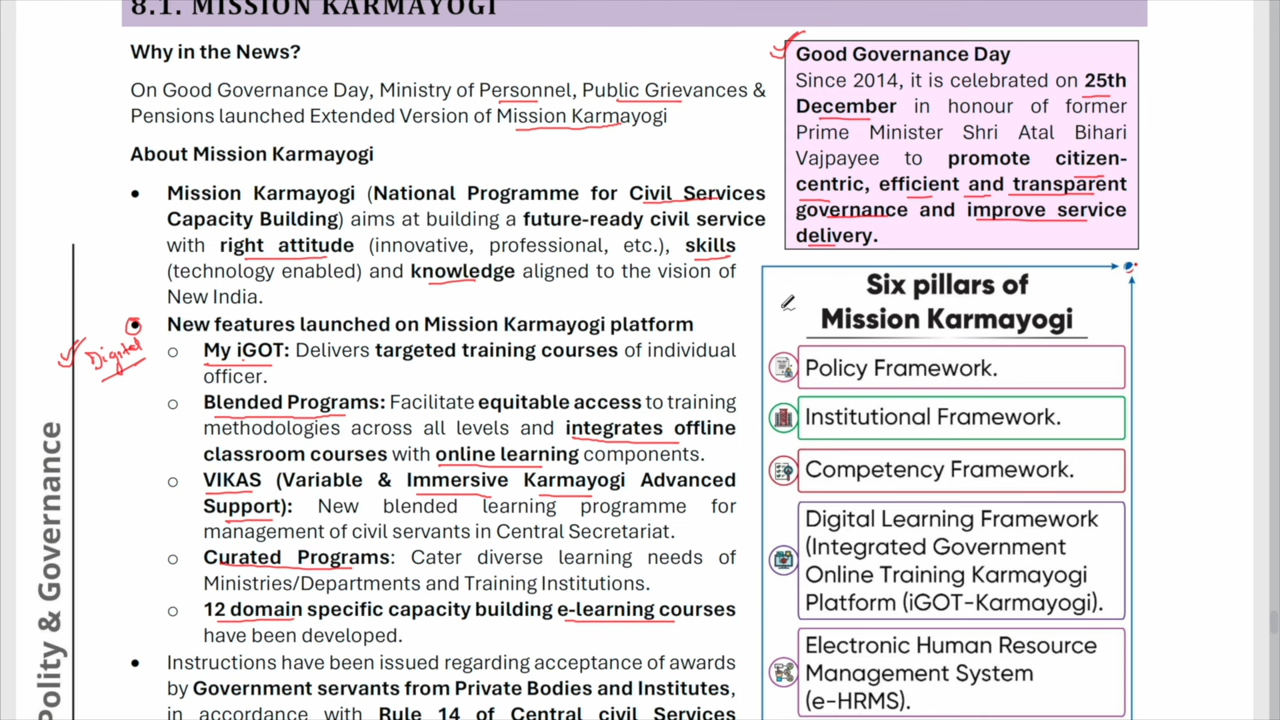 8.1. MISSION KARMAYOGI
Why in the News?
On Good Governance Day, Ministry of Personnel, Public Grievances &
Pensions launched Extended Version of Mission Karmayogi
About Mission Karmayogi
• Mission Karmayogi (National Programme for Civil Services
Capacity Building) aims at building a future-ready civil service
with right attitude (innovative, professional, etc.), skills
(technology enabled) and knowledge aligned to the vision of
New India.
• New features launched on Mission Karmayogi platform
Digital
o My iGOT: Delivers targeted training courses of individual
officer.
o Blended Programs: Facilitate equitable access to training
methodologies across all levels and integrates offline
classroom courses with online learning components.
o VIKAS (Variable & Immersive Karmayogi Advanced
Support): New blended learning programme for
management of civil servants in Central Secretariat.
o Curated Programs: Cater diverse learning needs of
Ministries/Departments and Training Institutions.
o 12 domain specific capacity building e-learning courses
have been developed.
• Instructions have been issued regarding acceptance of awards
by Government servants from Private Bodies and Institutes,
in accordance with Rule 14 of Central civil Services
Good Governance Day
Since 2014, it is celebrated on 25th
December in honour of former
Prime Minister Shri Atal Bihari
Vajpayee to promote citizen-
centric, efficient and transparent
governance and improve service
delivery.
Six pillars of
Mission Karmayogi
Policy Framework.
Institutional Framework.
Competency Framework.
Digital Learning Framework
(Integrated Government
Online Training Karmayogi
Platform (iGOT-Karmayogi).
Electronic Human Resource
Management System
(e-HRMS).
Polity & Governance